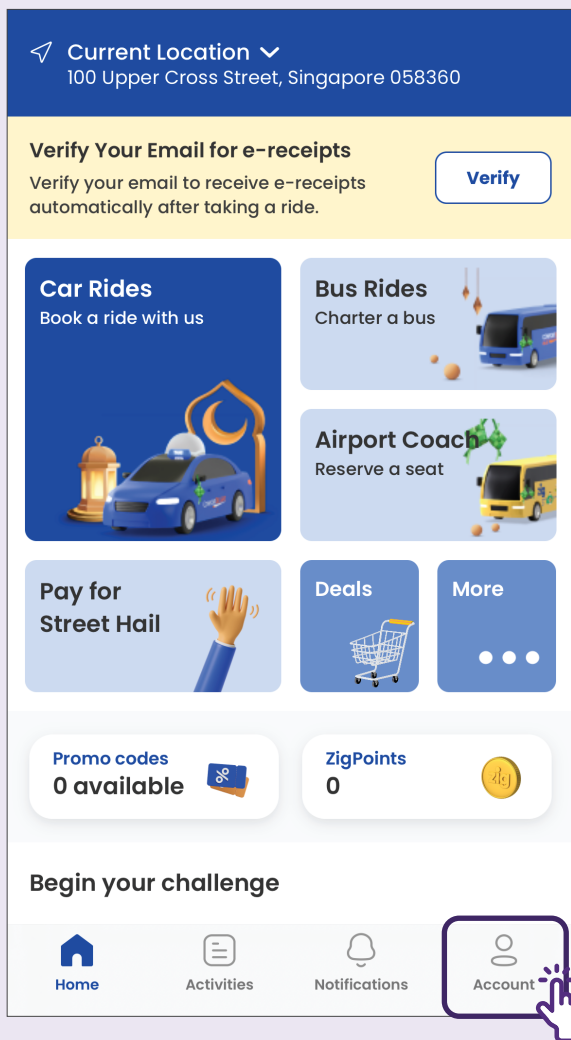 Current Location
100 Upper Cross Street, Singapore 058360
Verify Your Email for e-receipts
Verify your email to receive e-receipts
automatically after taking a ride.
Verify
Car Rides
Book a ride with us
Bus Rides
Charter a bus
Airport Coach
Reserve a seat
Pay for
Street Hail
Deals
More
Promo codes
0 available
%
ZigPoints
0
zig
Begin your challenge
Home
Activities
Notifications
Account